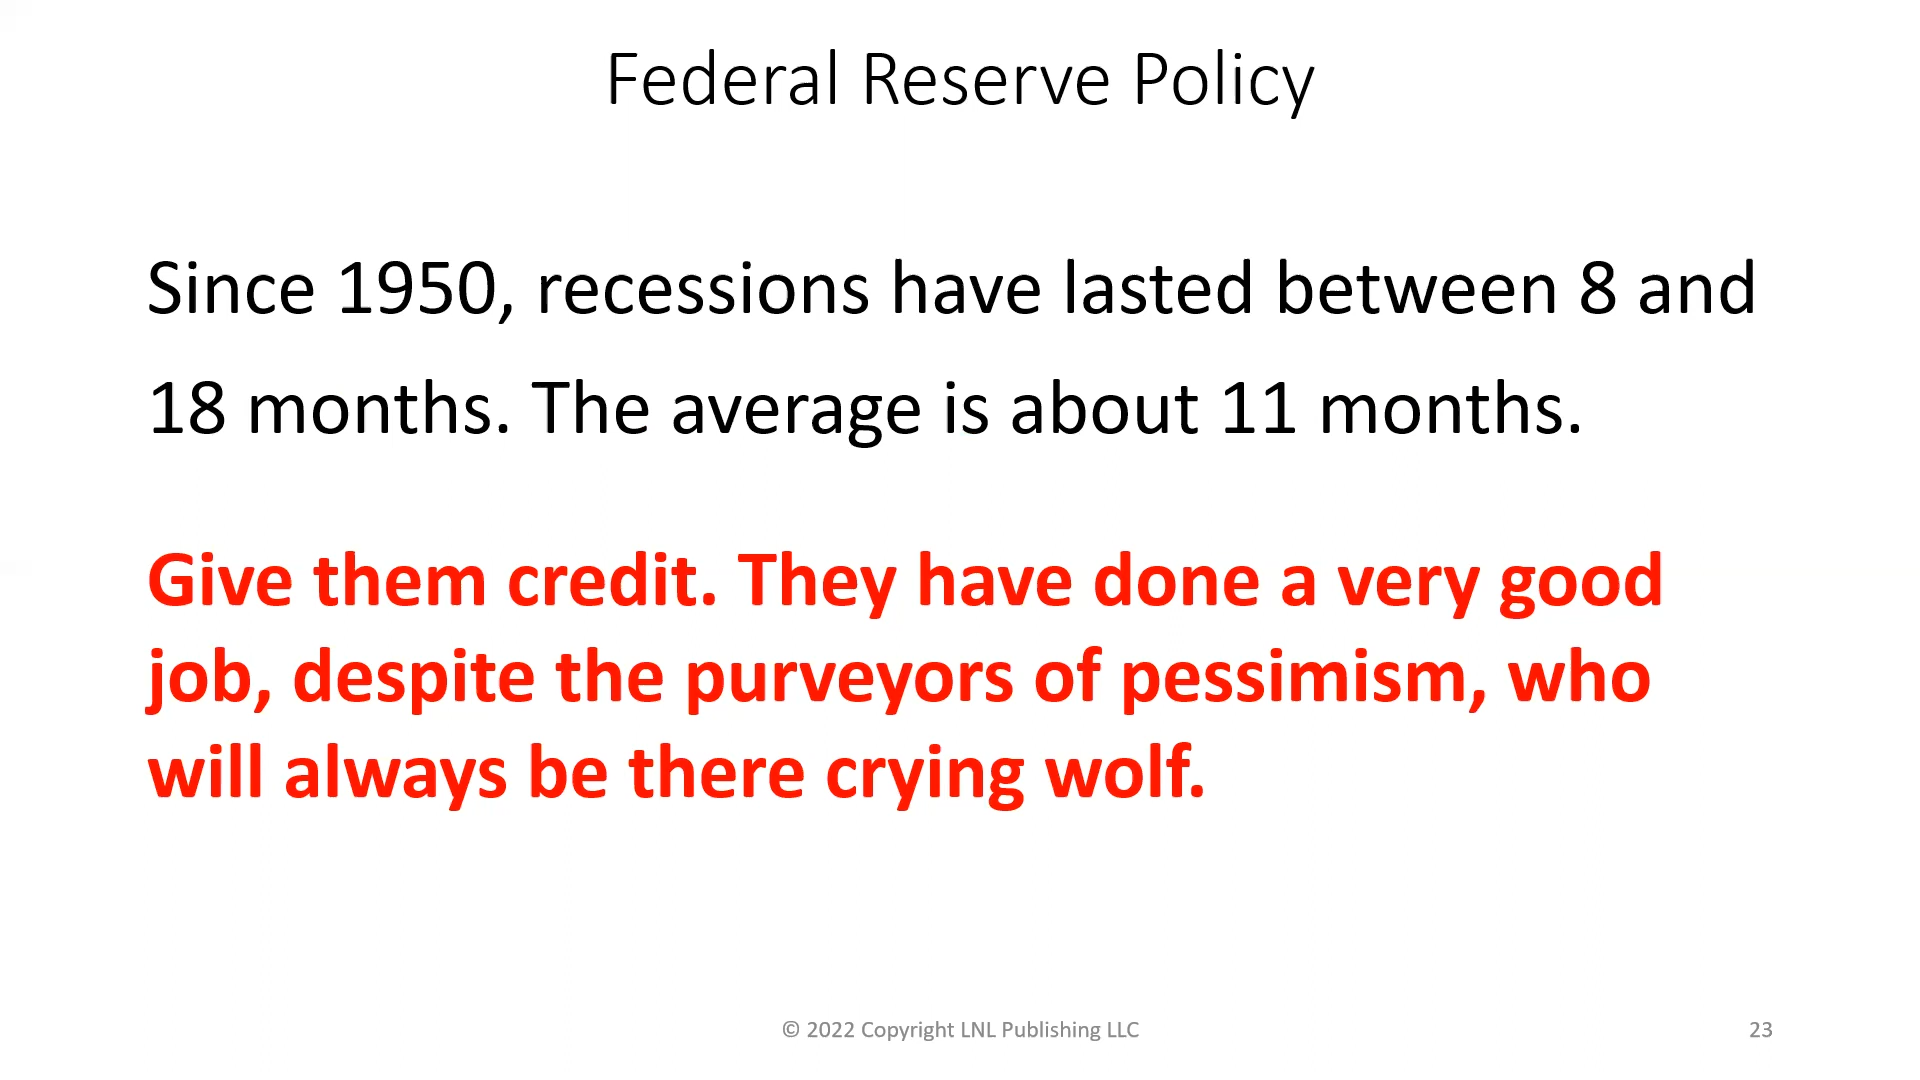 Federal Reserve Policy
Since 1950, recessions have lasted between 8 and
18 months. The average is about 11 months.
Give them credit. They have done a very good
job, despite the purveyors of pessimism, who
will always be there crying wolf.
© 2022 Copyright LNL Publishing LLC
23